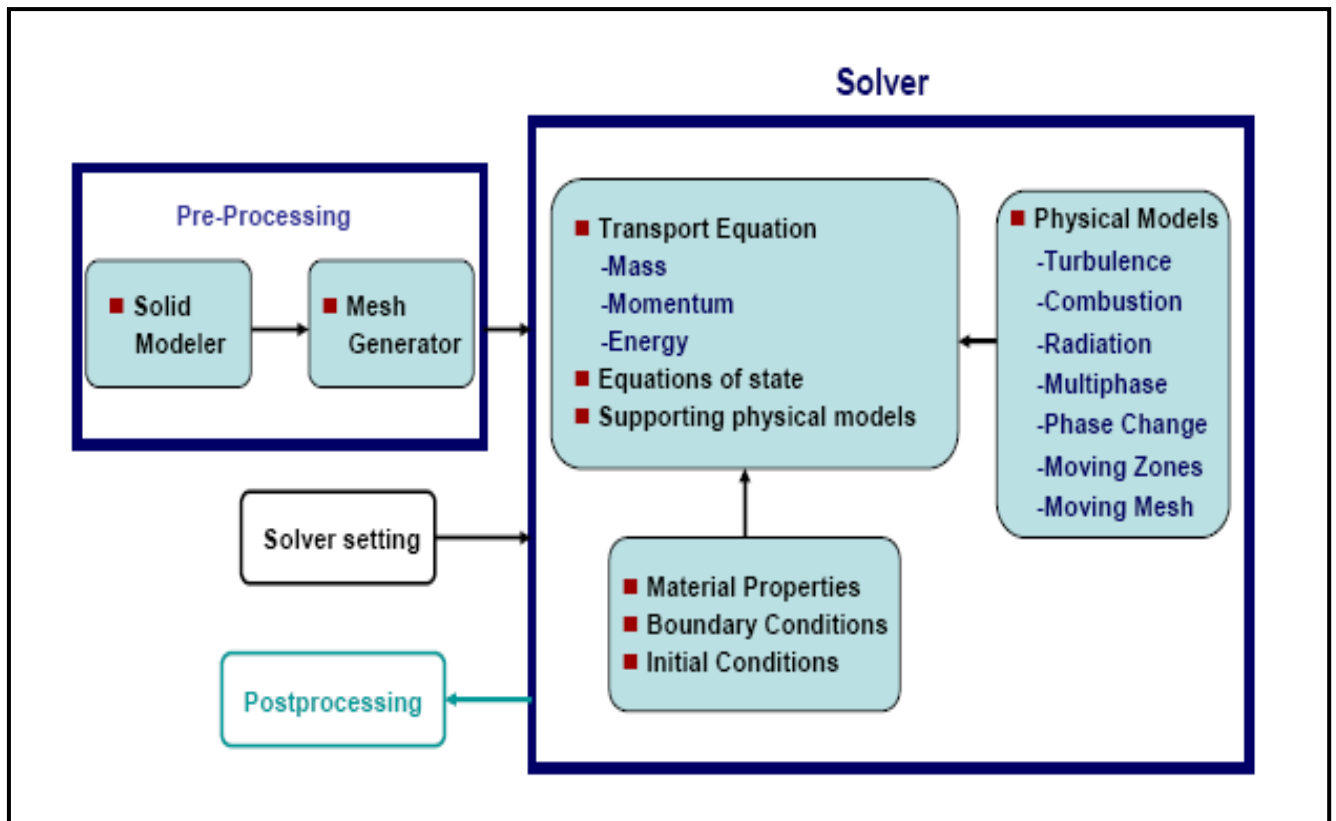 Solver
Pre-Processing
■ Solid
Modeler
■ Mesh
Generator
■ Transport Equation
-Mass
-Momentum
-Energy
■ Equations of state
■ Supporting physical models
■ Physical Models
-Turbulence
-Combustion
-Radiation
-Multiphase
-Phase Change
-Moving Zones
-Moving Mesh
Solver setting
■ Material Properties
■ Boundary Conditions
■ Initial Conditions
Postprocessing